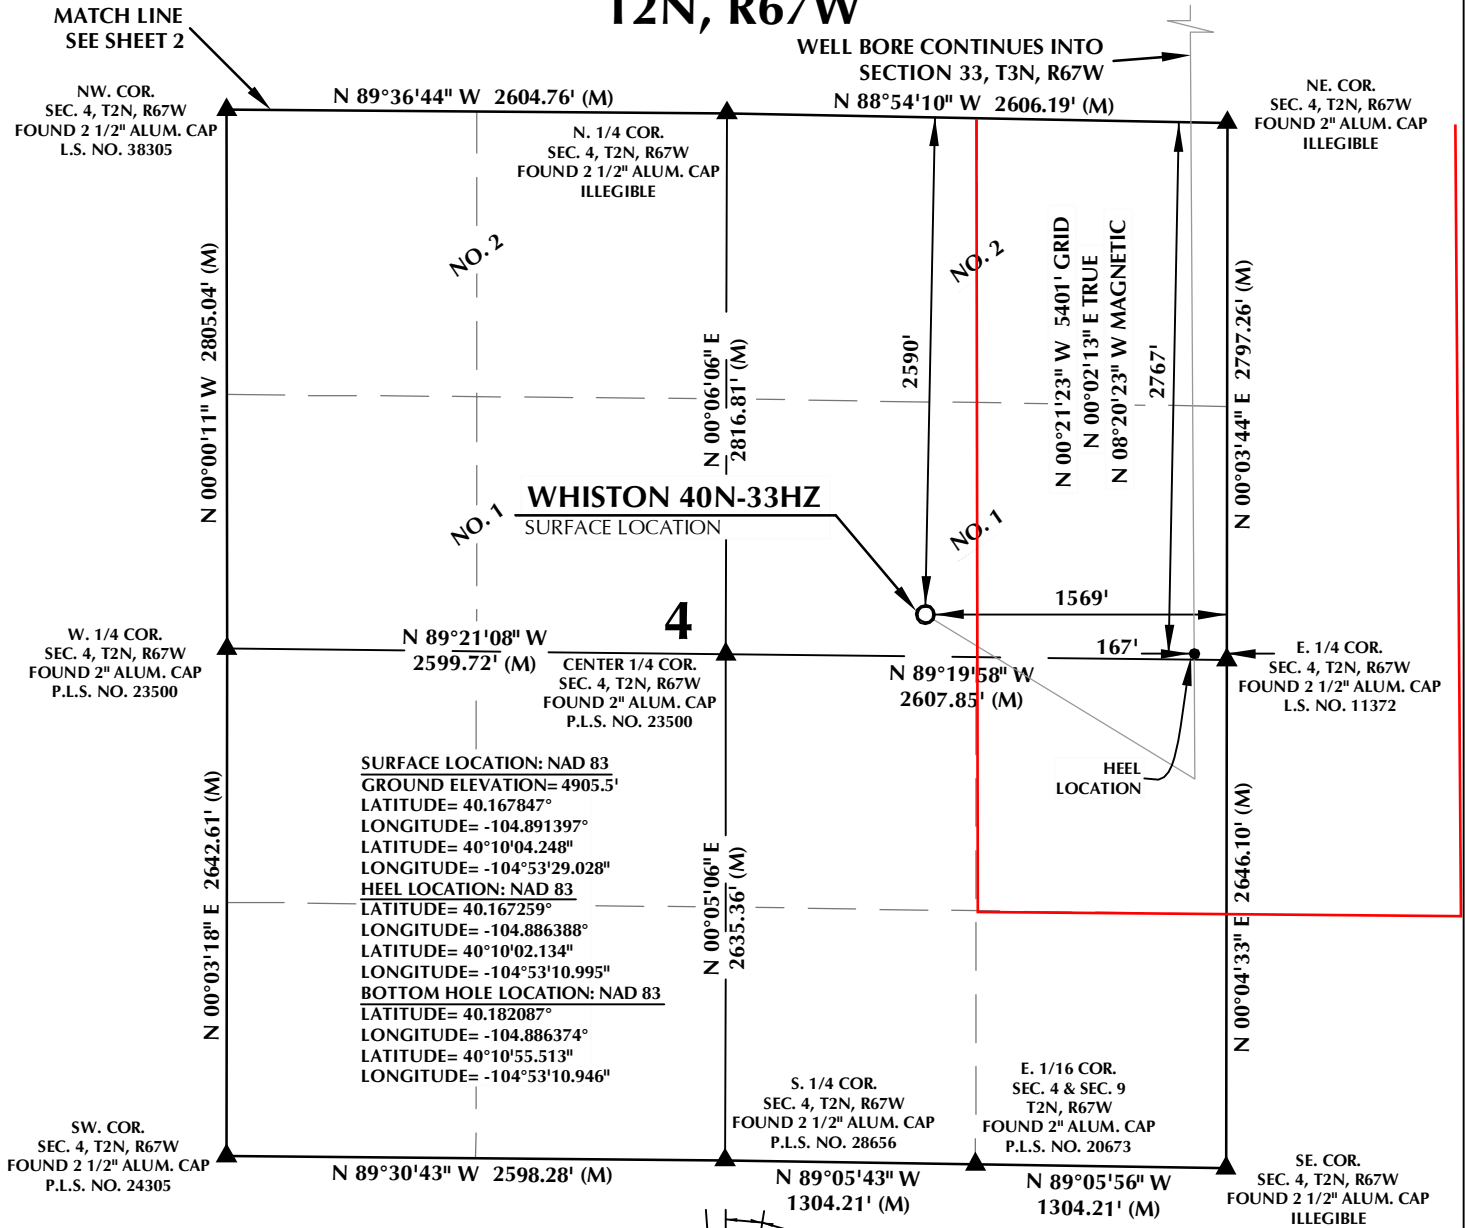 T2N, R67W
MATCH LINE
SEE SHEET 2
WELL BORE CONTINUES INTO
SECTION 33, T3N, R67W
NW. COR.
SEC. 4, T2N, R67W
FOUND 2 1/2" ALUM. CAP
L.S. NO. 38305
N 89°36'44" W 2604.76' (M)
N. 1/4 COR.
SEC. 4, T2N, R67W
FOUND 2 1/2" ALUM. CAP
ILLEGIBLE
N 88°54'10" W 2606.19' (M)
NE. COR.
SEC. 4, T2N, R67W
FOUND 2" ALUM. CAP
ILLEGIBLE
N 00°00'11" W 2805.04' (M)
NO. 2
N 00°06'06" E
2816.81' (M)
2590'
NO. 2
N 00°21'23" W 5401' GRID
N 00°02'13" E TRUE
N 08°20'23" W MAGNETIC
2767'
N 00°03'44" E 2797.26' (M)
NO. 1
WHISTON 40N-33HZ
SURFACE LOCATION
NO. 1
1569'
4
W. 1/4 COR.
SEC. 4, T2N, R67W
FOUND 2" ALUM. CAP
P.L.S. NO. 23500
N 89°21'08" W
2599.72' (M)
CENTER 1/4 COR.
SEC. 4, T2N, R67W
FOUND 2" ALUM. CAP
P.L.S. NO. 23500
N 89°19'58" W
2607.85' (M)
167'
E. 1/4 COR.
SEC. 4, T2N, R67W
FOUND 2 1/2" ALUM. CAP
L.S. NO. 11372
HEEL
LOCATION
N 00°03'18" E 2642.61' (M)
SURFACE LOCATION: NAD 83
GROUND ELEVATION= 4905.5'
LATITUDE= 40.167847°
LONGITUDE= -104.891397°
LATITUDE= 40°10'04.248"
LONGITUDE= -104°53'29.028"
HEEL LOCATION: NAD 83
LATITUDE= 40.167259°
LONGITUDE= -104.886388°
LATITUDE= 40°10'02.134"
LONGITUDE= -104°53'10.995"
BOTTOM HOLE LOCATION: NAD 83
LATITUDE= 40.182087°
LONGITUDE= -104.886374°
LATITUDE= 40°10'55.513"
LONGITUDE= -104°53'10.946"
N 00°05'06" E
2635.36' (M)
N 00°04'33" E 2646.10' (M)
SW. COR.
SEC. 4, T2N, R67W
FOUND 2 1/2" ALUM. CAP
P.L.S. NO. 24305
N 89°30'43" W 2598.28' (M)
S. 1/4 COR.
SEC. 4, T2N, R67W
FOUND 2 1/2" ALUM. CAP
P.L.S. NO. 28656
N 89°05'43" W
1304.21' (M)
E. 1/16 COR.
SEC. 4 & SEC. 9
T2N, R67W
FOUND 2" ALUM. CAP
P.L.S. NO. 20673
N 89°05'56" W
1304.21' (M)
SE. COR.
SEC. 4, T2N, R67W
FOUND 2 1/2" ALUM. CAP
ILLEGIBLE